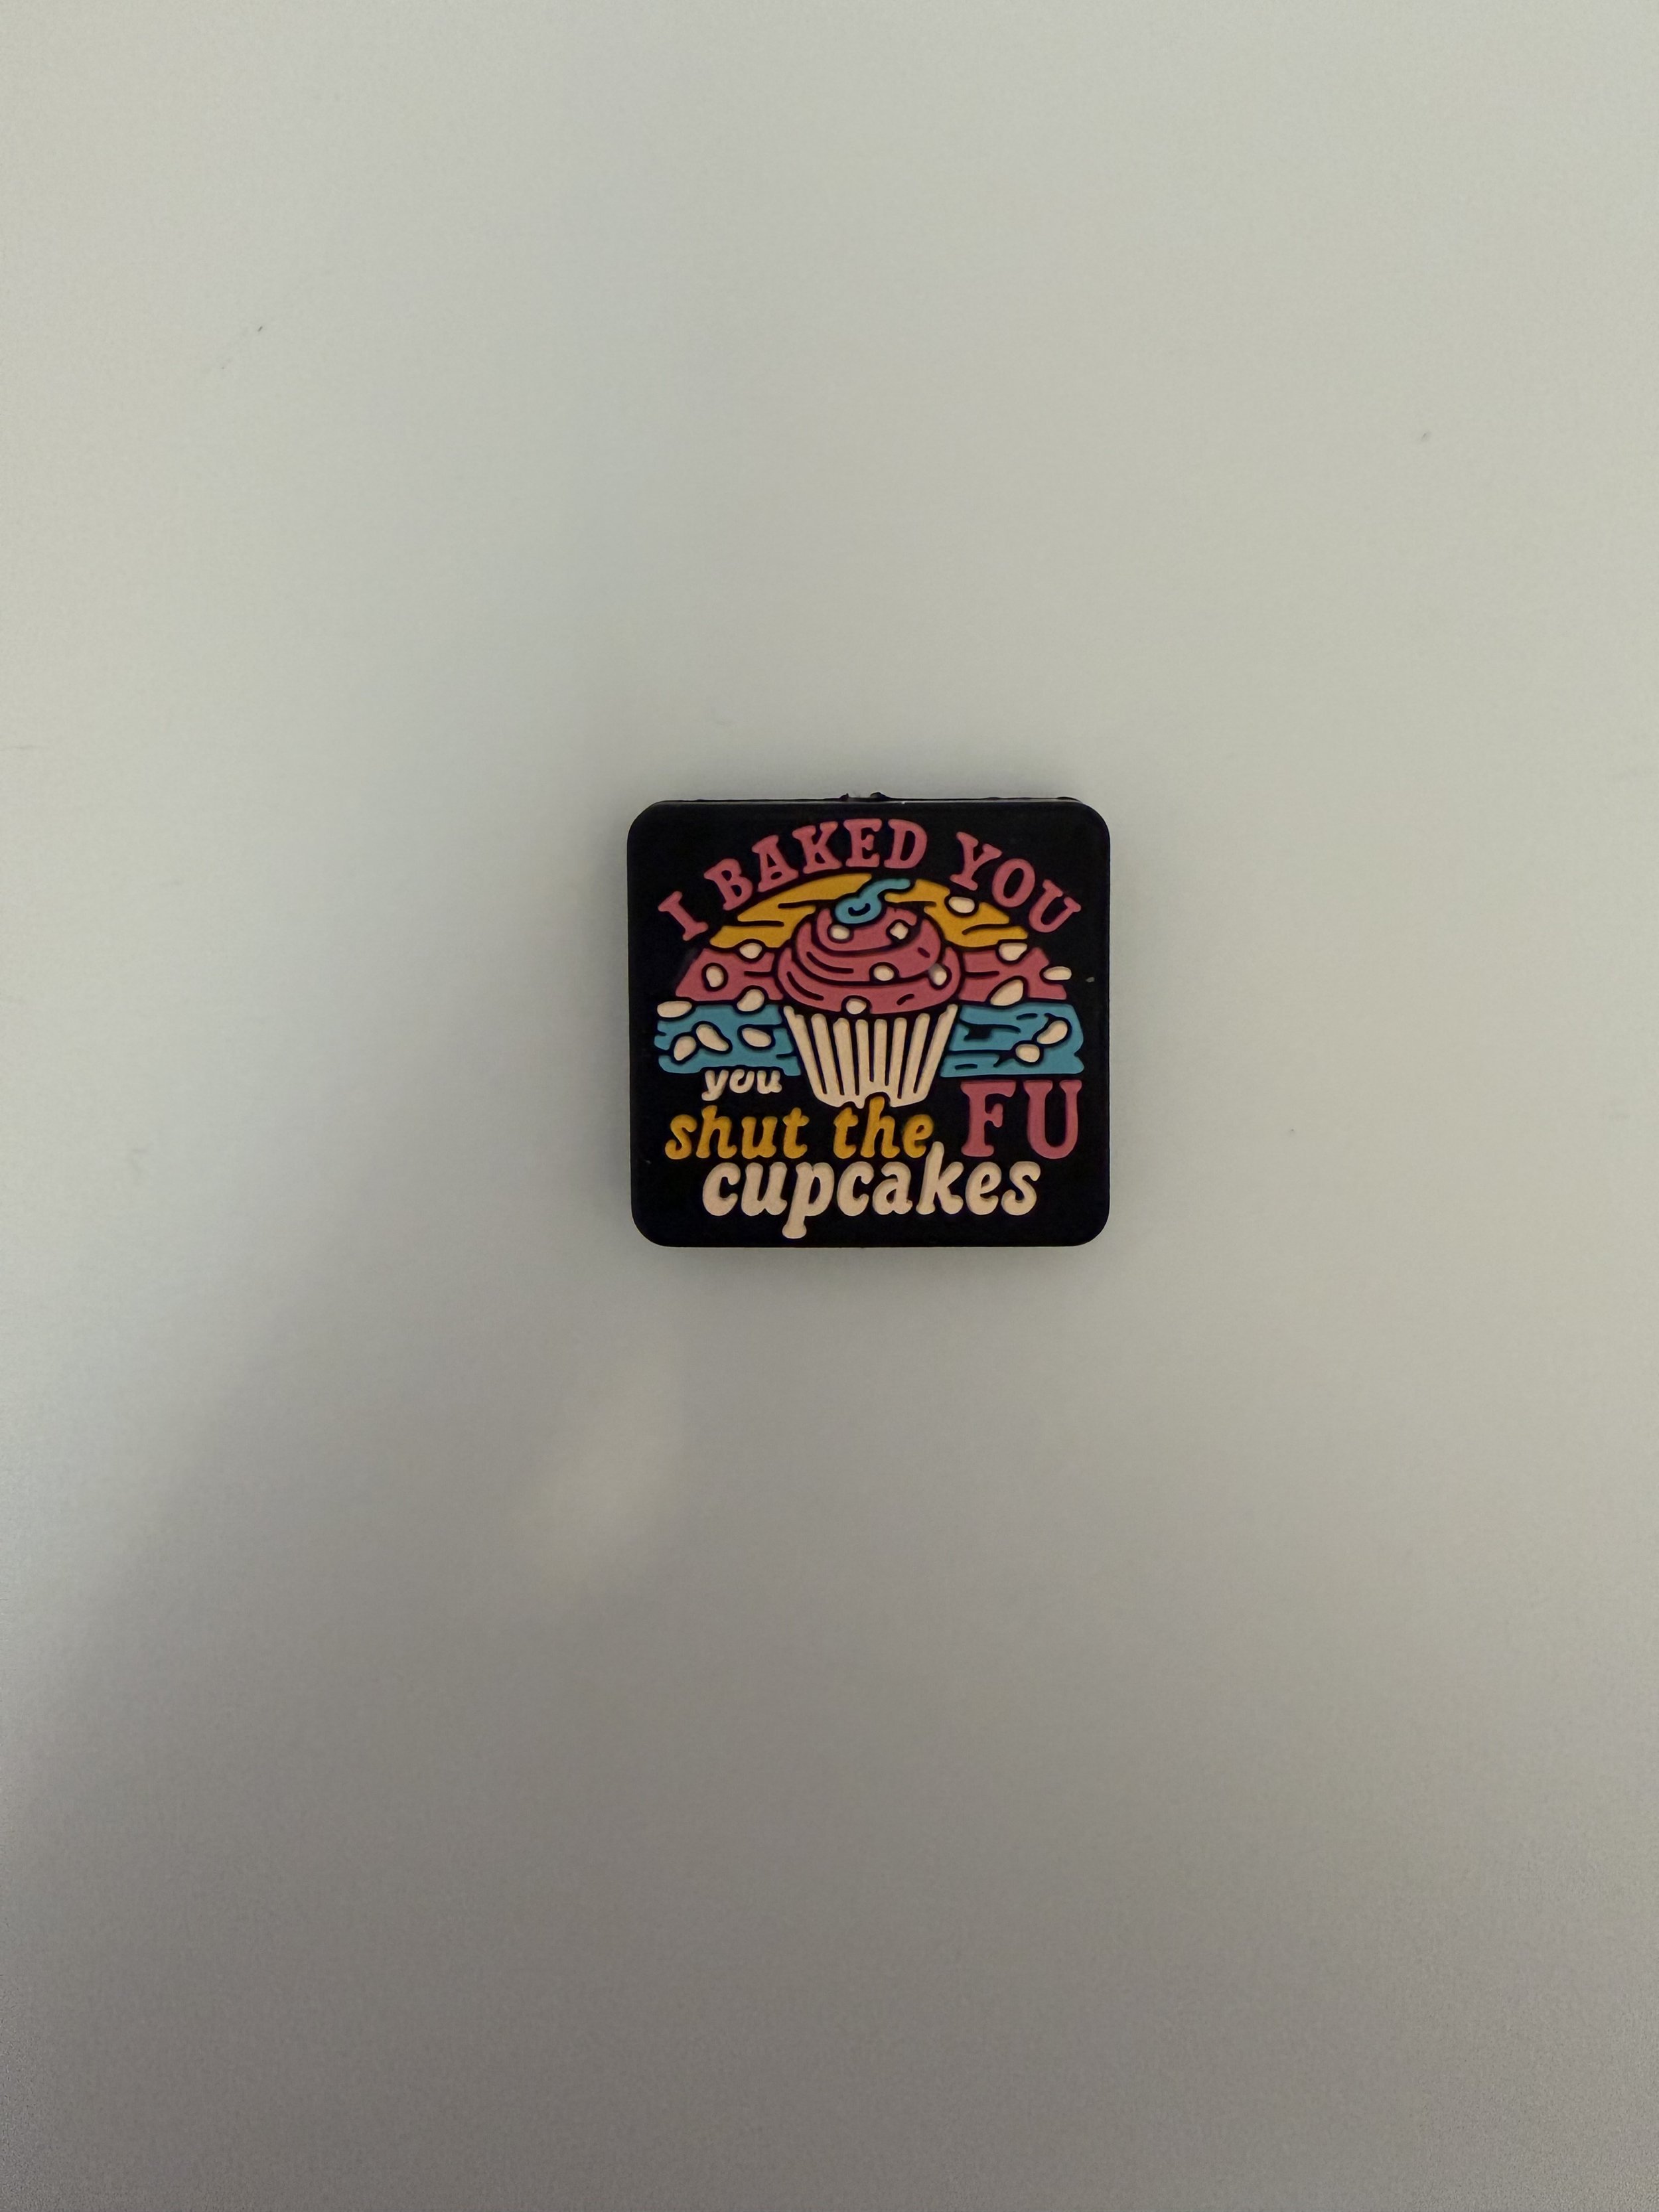 I BAKED YOU
you
shut the FU
cupcakes